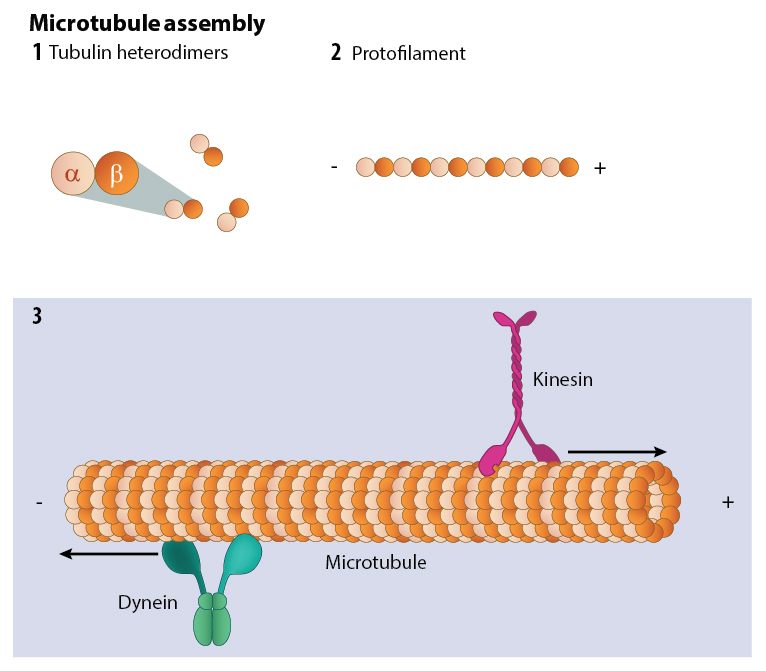 Microtubule assembly
1 Tubulin heterodimers
2 Protofilament
α β
- +
3
Kinesin
- +
Microtubule
Dynein